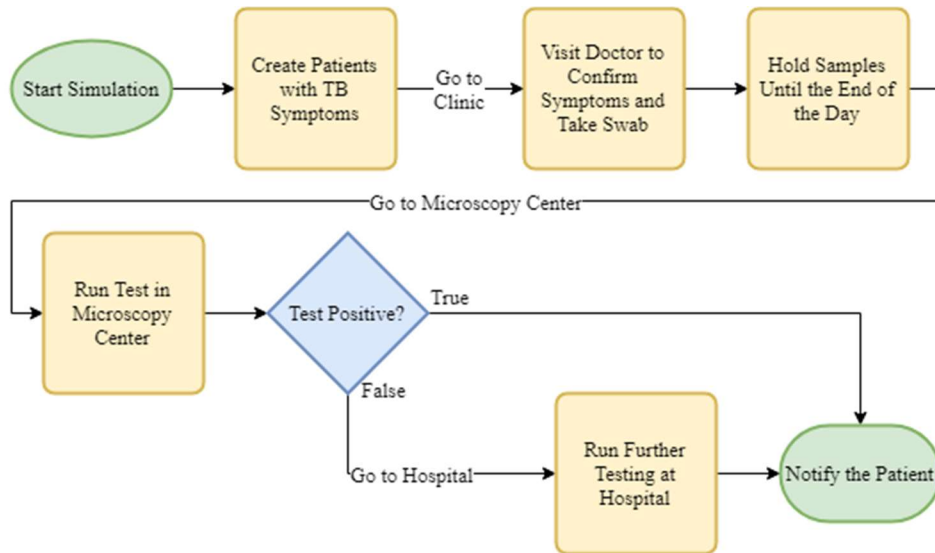 Start Simulation
Create Patients
with TB
Symptoms
Go to
Clinic
Visit Doctor to
Confirm
Symptoms and
Take Swab
Hold Samples
Until the End of
the Day
Go to Microscopy Center
Run Test in
Microscopy
Center
Test Positive?
True
False
Go to Hospital
Run Further
Testing at
Hospital
Notify the Patient